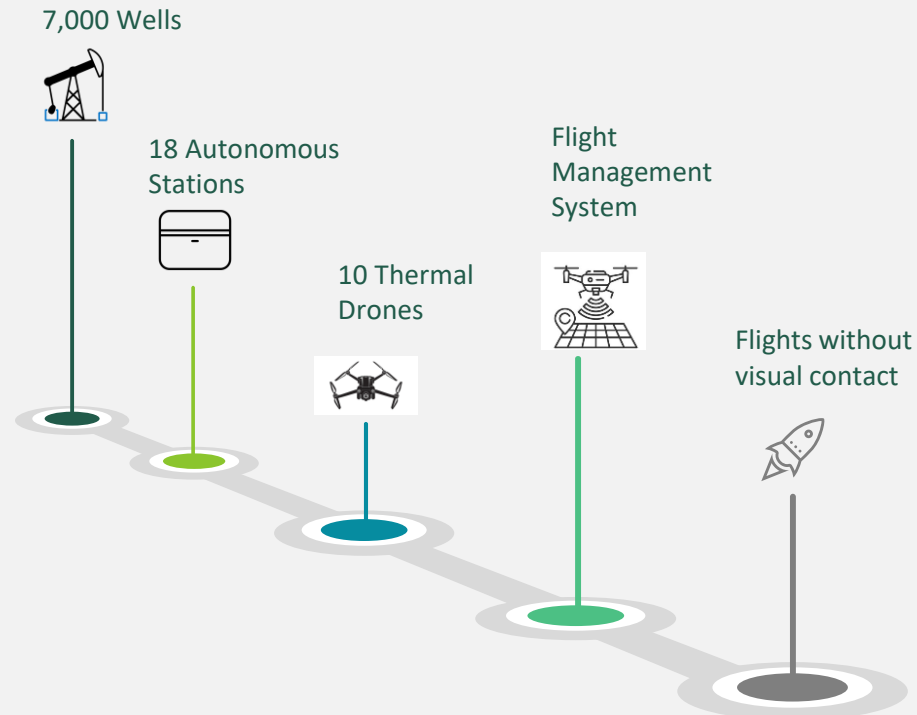 7,000 Wells
18 Autonomous
Stations
10 Thermal
Drones
Flight
Management
System
Flights without
visual contact